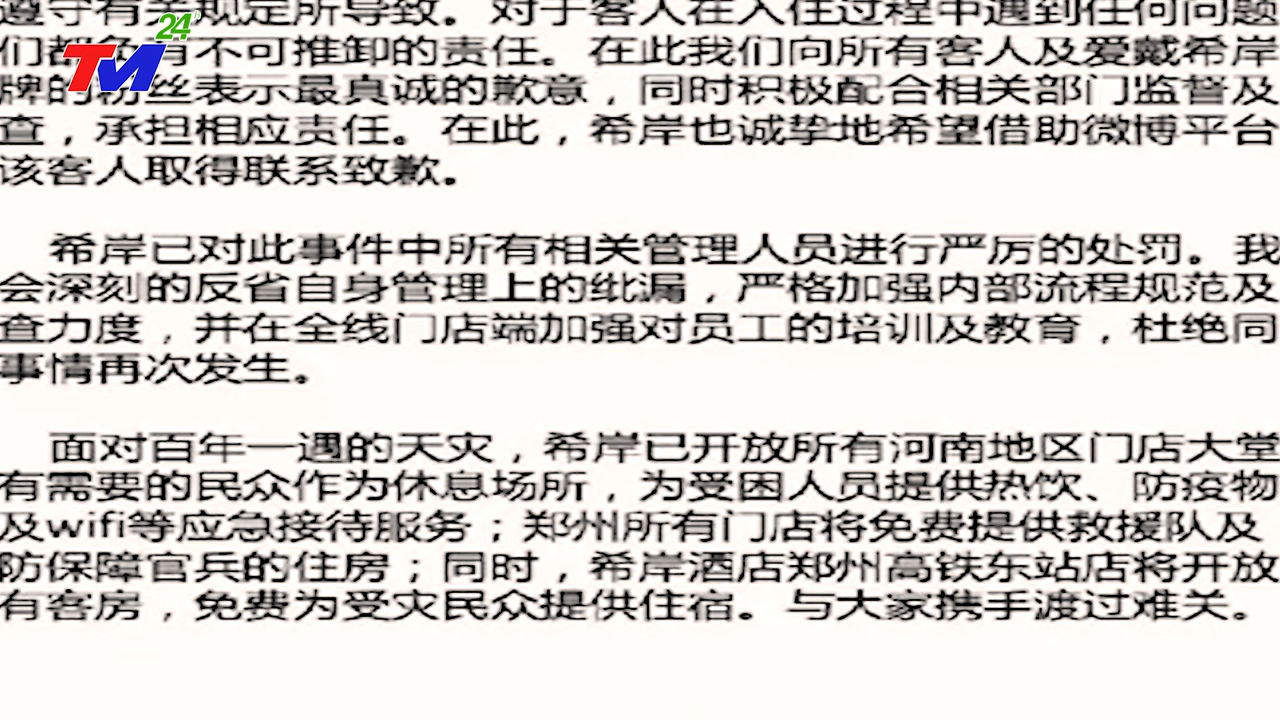 遵守有关规定所导致。对于客人在入住过程中遇到任何问题
24
TM
们都负有不可推卸的责任。在此我们向所有客人及爱戴希岸
牌的粉丝表示最真诚的歉意，同时积极配合相关部门监督及
查，承担相应责任。在此，希岸也诚挚地希望借助微博平台
该客人取得联系致歉。
希岸已对此事件中所有相关管理人员进行严厉的处罚。我
会深刻的反省自身管理上的纰漏，严格加强内部流程规范及
查力度，并在全线门店端加强对员工的培训及教育，杜绝同
事情再次发生。
面对百年一遇的天灾，希岸已开放所有河南地区门店大堂
有需要的民众作为休息场所，为受困人员提供热饮、防疫物
及wifi等应急接待服务；郑州所有门店将免费提供救援队及
防保障官兵的住房；同时，希岸酒店郑州高铁东站店将开放
有客房，免费为受灾民众提供住宿。与大家携手渡过难关。